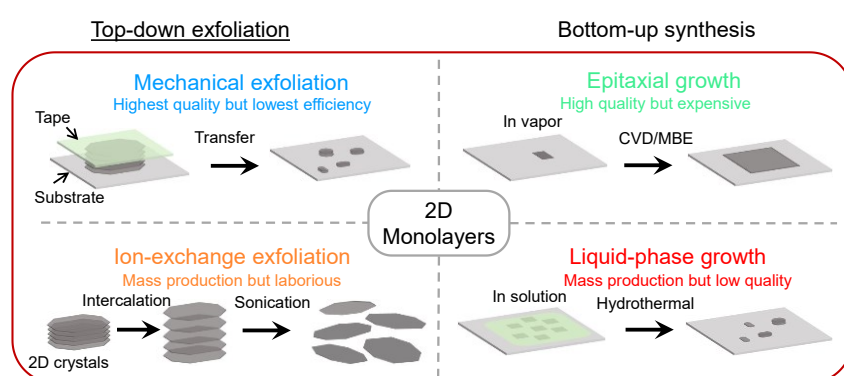 Top-down exfoliation
Bottom-up synthesis
Mechanical exfoliation
Highest quality but lowest efficiency
Tape
Transfer
Substrate
Epitaxial growth
High quality but expensive
In vapor
CVD/MBE
2D
Monolayers
Ion-exchange exfoliation
Mass production but laborious
Intercalation
Sonication
2D crystals
Liquid-phase growth
Mass production but low quality
In solution
Hydrothermal